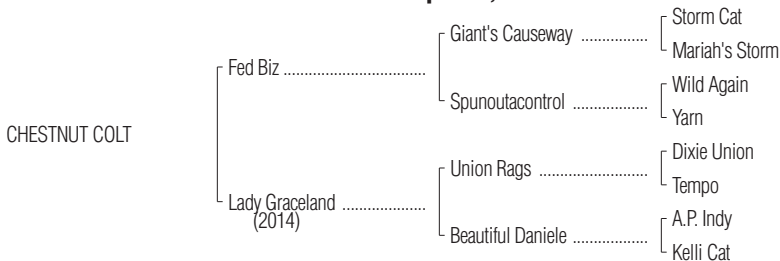 Storm Cat
Giant's Causeway ................
Mariah's Storm
Fed Biz ..................................
Wild Again
Spunoutacontrol ..................
Yarn
CHESTNUT COLT
Dixie Union
Union Rags ..........................
Tempo
Lady Graceland ....................
(2014)
A.P. Indy
Beautiful Daniele ..................
Kelli Cat